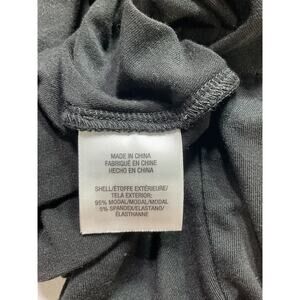 MADE IN CHINA
FABRIQUÉ EN CHINE
HECHO EN CHINA
SHELL/ÉTOFFE EXTÉRIEURE/
TELA EXTERIOR:
95% MODAL/MODAL/MODAL
5% SPANDEX/ELASTANO/
ÉLASTHANNE